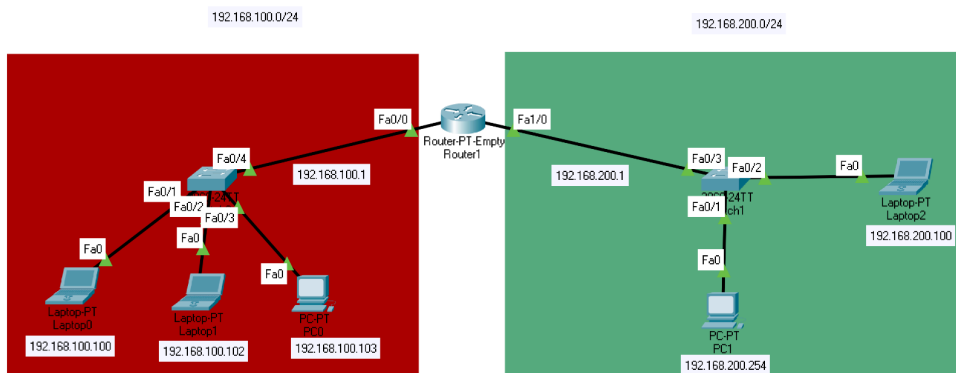 192.168.100.0/24
192.168.200.0/24
Fa0/0
Fa1/0
Router-PT-Empty
Router1
Fa0/4
192.168.100.1
Fa0/1
Fa0/2
Fa0/3
Fa0
Fa0
Fa0
Laptop-PT
Laptop0
192.168.100.100
Laptop-PT
Laptop1
192.168.100.102
PC-PT
PC0
192.168.100.103
192.168.200.1
Fa0/3
Fa0/2
Fa0
Fa0/1
Laptop-PT
Laptop2
192.168.200.100
Fa0
PC-PT
PC1
192.168.200.254